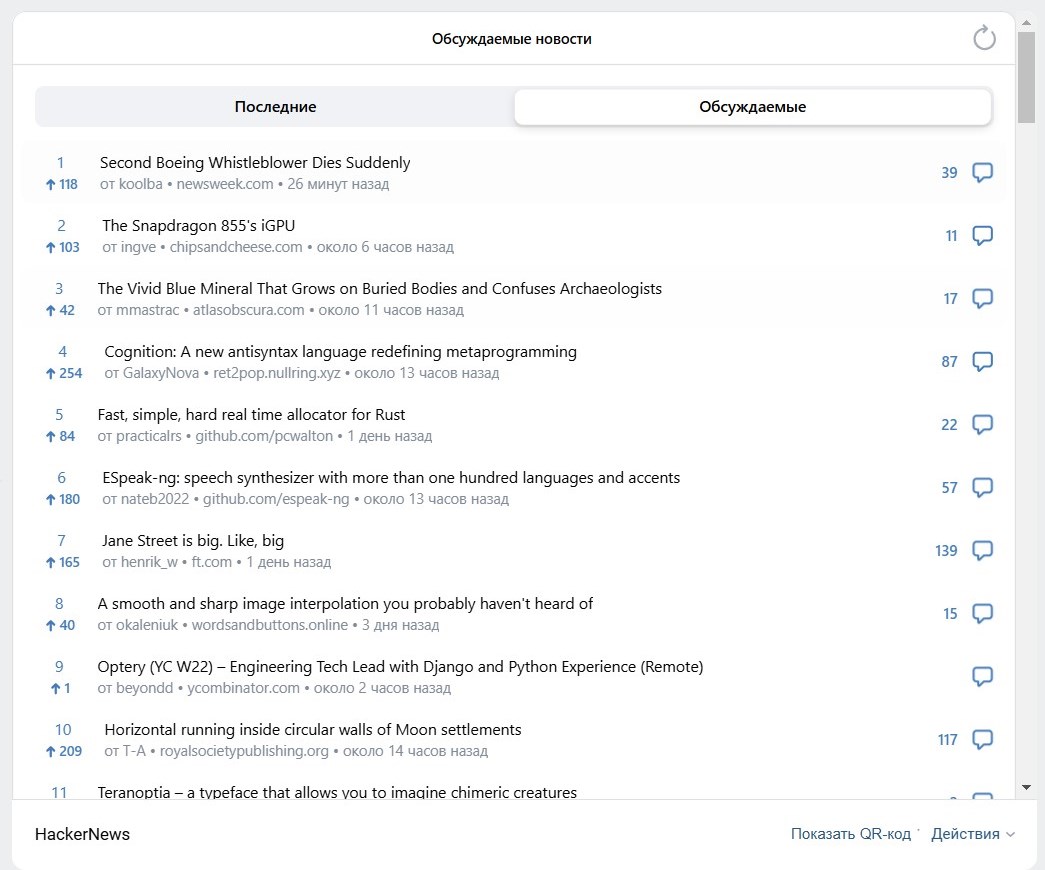 Обсуждаемые новости
Последние
Обсуждаемые
1 Second Boeing Whistleblower Dies Suddenly
118 от koolba • newsweek.com • 26 минут назад
39
2 The Snapdragon 855's iGPU
103 от ingve • chipsandcheese.com • около 6 часов назад
11
3 The Vivid Blue Mineral That Grows on Buried Bodies and Confuses Archaeologists
42 от mmastrac • atlasobscura.com • около 11 часов назад
17
4 Cognition: A new antisyntax language redefining metaprogramming
254 от GalaxyNova • ret2pop.nullring.xyz • около 13 часов назад
87
5 Fast, simple, hard real time allocator for Rust
84 от practicalrs • github.com/pcwalton • 1 день назад
22
6 ESpeak-ng: speech synthesizer with more than one hundred languages and accents
180 от nateb2022 • github.com/espeak-ng • около 13 часов назад
57
7 Jane Street is big. Like, big
165 от henrik_w • ft.com • 1 день назад
139
8 A smooth and sharp image interpolation you probably haven't heard of
40 от okaleniuk • wordsandbuttons.online • 3 дня назад
15
9 Optery (YC W22) – Engineering Tech Lead with Django and Python Experience (Remote)
1 от beyondd • ycombinator.com • около 2 часов назад
10 Horizontal running inside circular walls of Moon settlements
209 от T-A • royalsocietypublishing.org • около 14 часов назад
117
11 Teranoptia – a typeface that allows you to imagine chimeric creatures
HackerNews
Показать QR-код
Действия